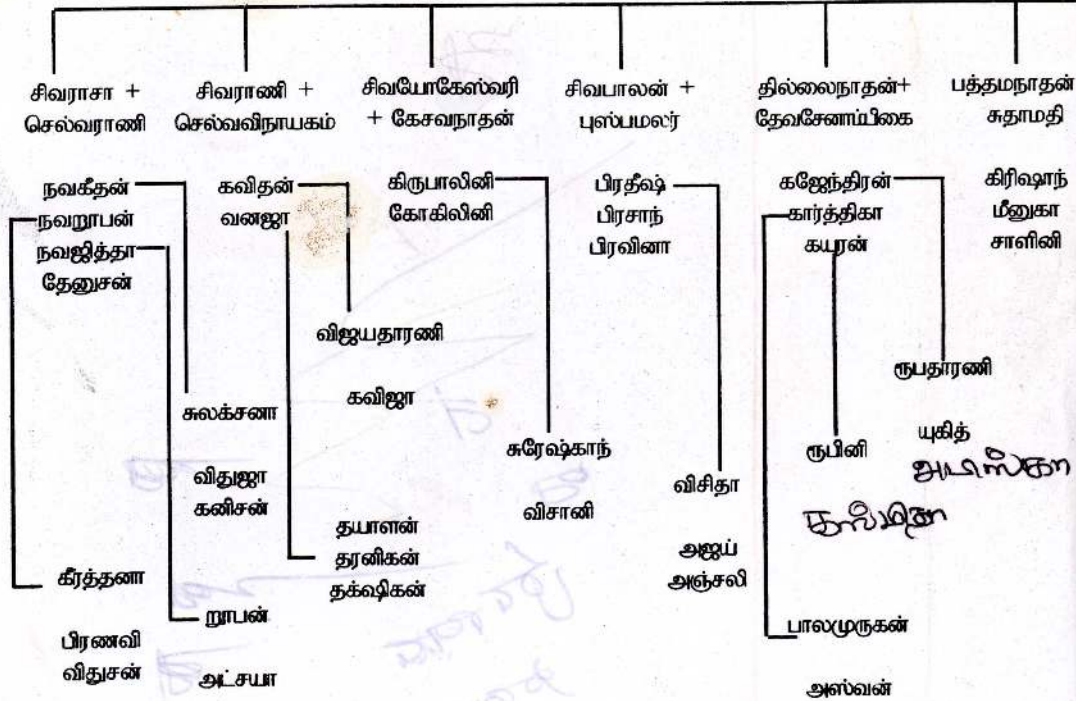 சிவராசா +
செல்வராணி
நவகீதன்
நவறூபன்
நவஜித்தா
தேனுசன்
சுலக்சனா
விதுஜா
கனிசன்
கீர்த்தனா
பிரணவி
விதுசன்
றூபன்
அட்சயா
சிவராணி +
செல்வவிநாயகம்
கவிதன்
வனஜா
விஜயதாரணி
கவிஜா
தயாளன்
தரனிகன்
தக்ஷிகன்
சிவயோகேஸ்வரி
+ கேசவநாதன்
கிருபாலினி
கோகிலினி
சுரேஷ்காந்
விசானி
சிவபாலன் +
புஸ்பமலர்
பிரதீஷ்
பிரசாந்
பிரவினா
விசிதா
அஜய்
அஞ்சலி
தில்லைநாதன்+
தேவசேனாப்பிகை
கஜேந்திரன்
கார்த்திகா
கயூரன்
ரூபதாரணி
யுகித்
ரூபினி
பாலமுருகன்
அஸ்வன்
பத்தமநாதன்
சுதாமதி
கிரிஷாந்
மீனுகா
சாளினி